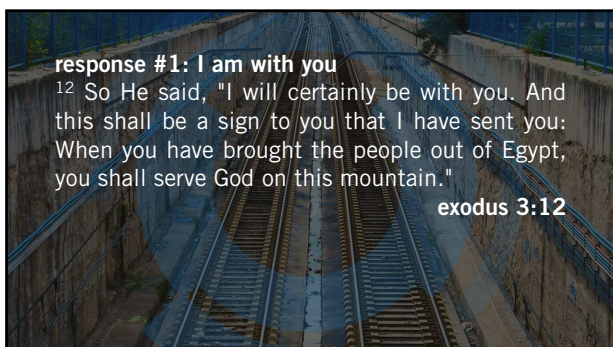 response #1: I am with you
12 So He said, "I will certainly be with you. And
this shall be a sign to you that I have sent you:
When you have brought the people out of Egypt,
you shall serve God on this mountain."
exodus 3:12